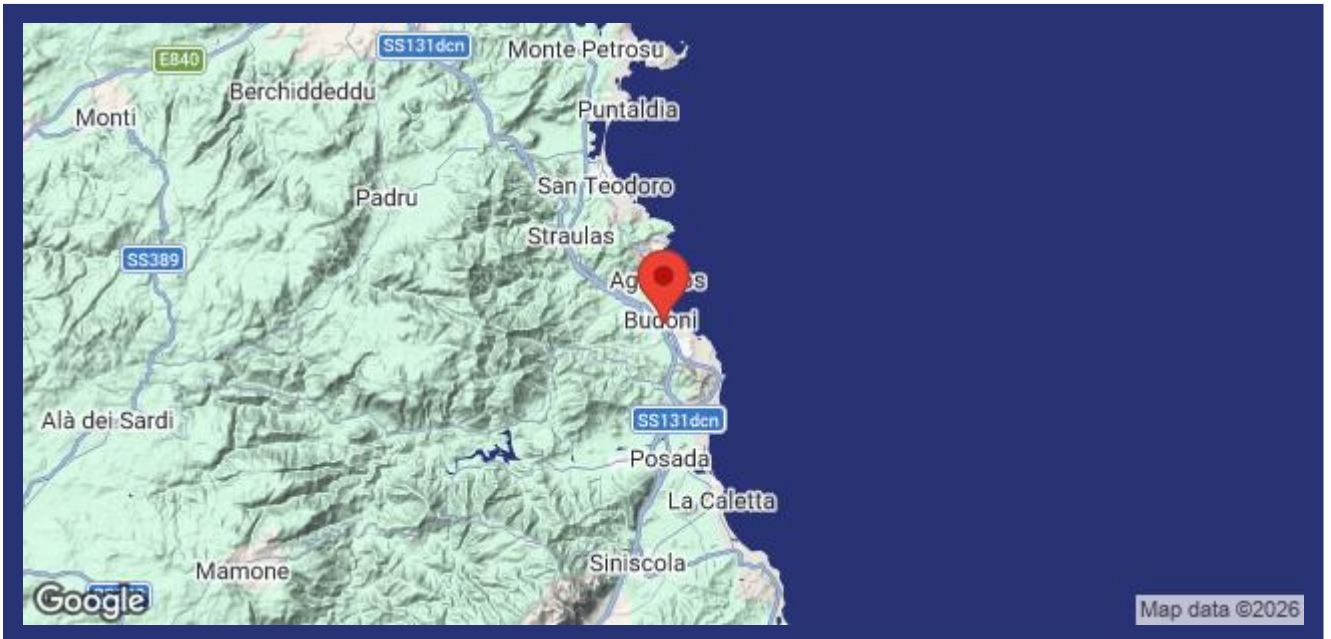 SS131dcn
Monte Petrosu
E840
Berchiddeddu
Puntaldia
Monti
San Teodoro
Padru
Straulas
SS389
Budoni
Alà dei Sardi
SS131dcn
Posada
La Caletta
Siniscola
Mamone
Google
Map data ©2026